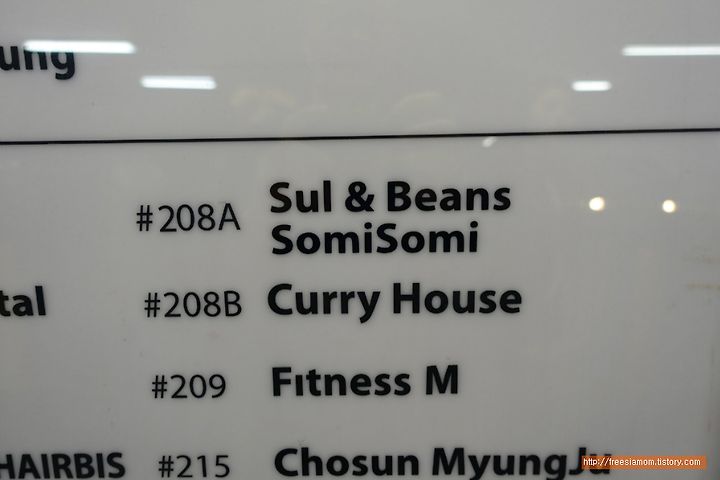 ung
#208A Sul & Beans
SomiSomi
tal #208B Curry House
#209 Fitness M
HAIRBIS #215 Chosun MyungJu
http://freesiamom.tistory.com